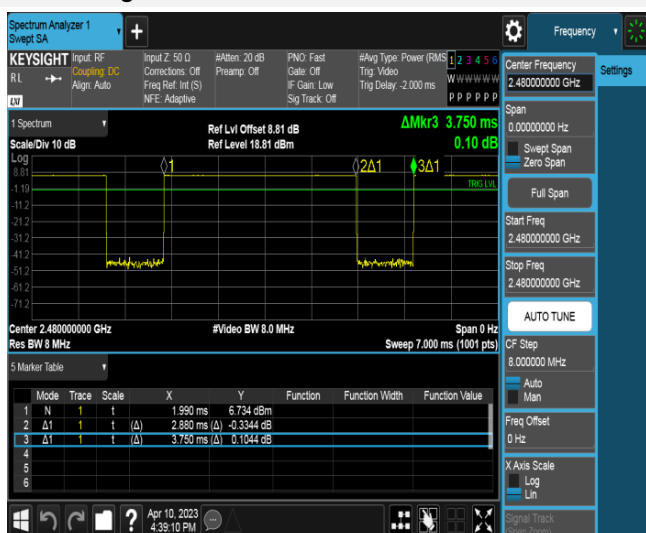 Spectrum Analyzer 1
Swept SA
+
Frequency
KEYSIGHT
RL
LXI
Input: RF
Coupling: DC
Align: Auto
Input Z: 50 Ω
Corrections: Off
Freq Ref: Int (S)
NFE: Adaptive
#Atten: 20 dB
Preamp: Off
PNO: Fast
Gate: Off
IF Gain: Low
Sig Track: Off
#Avg Type: Power (RMS
Trig: Video
Trig Delay: -2.000 ms
1 2 3 4 5 6
W W W W W W
P P P P P P
Center Frequency
2.480000000 GHz
Settings
Span
0.00000000 Hz
Swept Span
Zero Span
Full Span
Start Freq
2.480000000 GHz
Stop Freq
2.480000000 GHz
AUTO TUNE
CF Step
8.000000 MHz
Auto
Man
Freq Offset
0 Hz
X Axis Scale
Log
Lin
Signal Track
(Span Zoom)
1 Spectrum
Scale/Div 10 dB
Ref Lvl Offset 8.81 dB
Ref Level 18.81 dBm
ΔMkr3 3.750 ms
0.10 dB
Log
8.81
-1.19
-11.2
-21.2
-31.2
-41.2
-51.2
-61.2
-71.2
1
2Δ1
3Δ1
TRIG LVL
Center 2.480000000 GHz
Res BW 8 MHz
#Video BW 8.0 MHz
Span 0 Hz
Sweep 7.000 ms (1001 pts)
5 Marker Table
Mode Trace Scale X Y Function Function Width Function Value
1 N 1 t 1.990 ms 6.734 dBm
2 Δ1 1 t (Δ) 2.880 ms (Δ) -0.3344 dB
3 Δ1 1 t (Δ) 3.750 ms (Δ) 0.1044 dB
4
5
6
?
Apr 10, 2023
4:39:10 PM